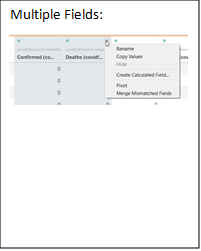 Multiple Fields:
Rename
Confirmed (co... Deaths (covid!...
Copy Values
Hide
Create Calculated Field...
0
Pivot
0
Merge Mismatched Fields
0
0